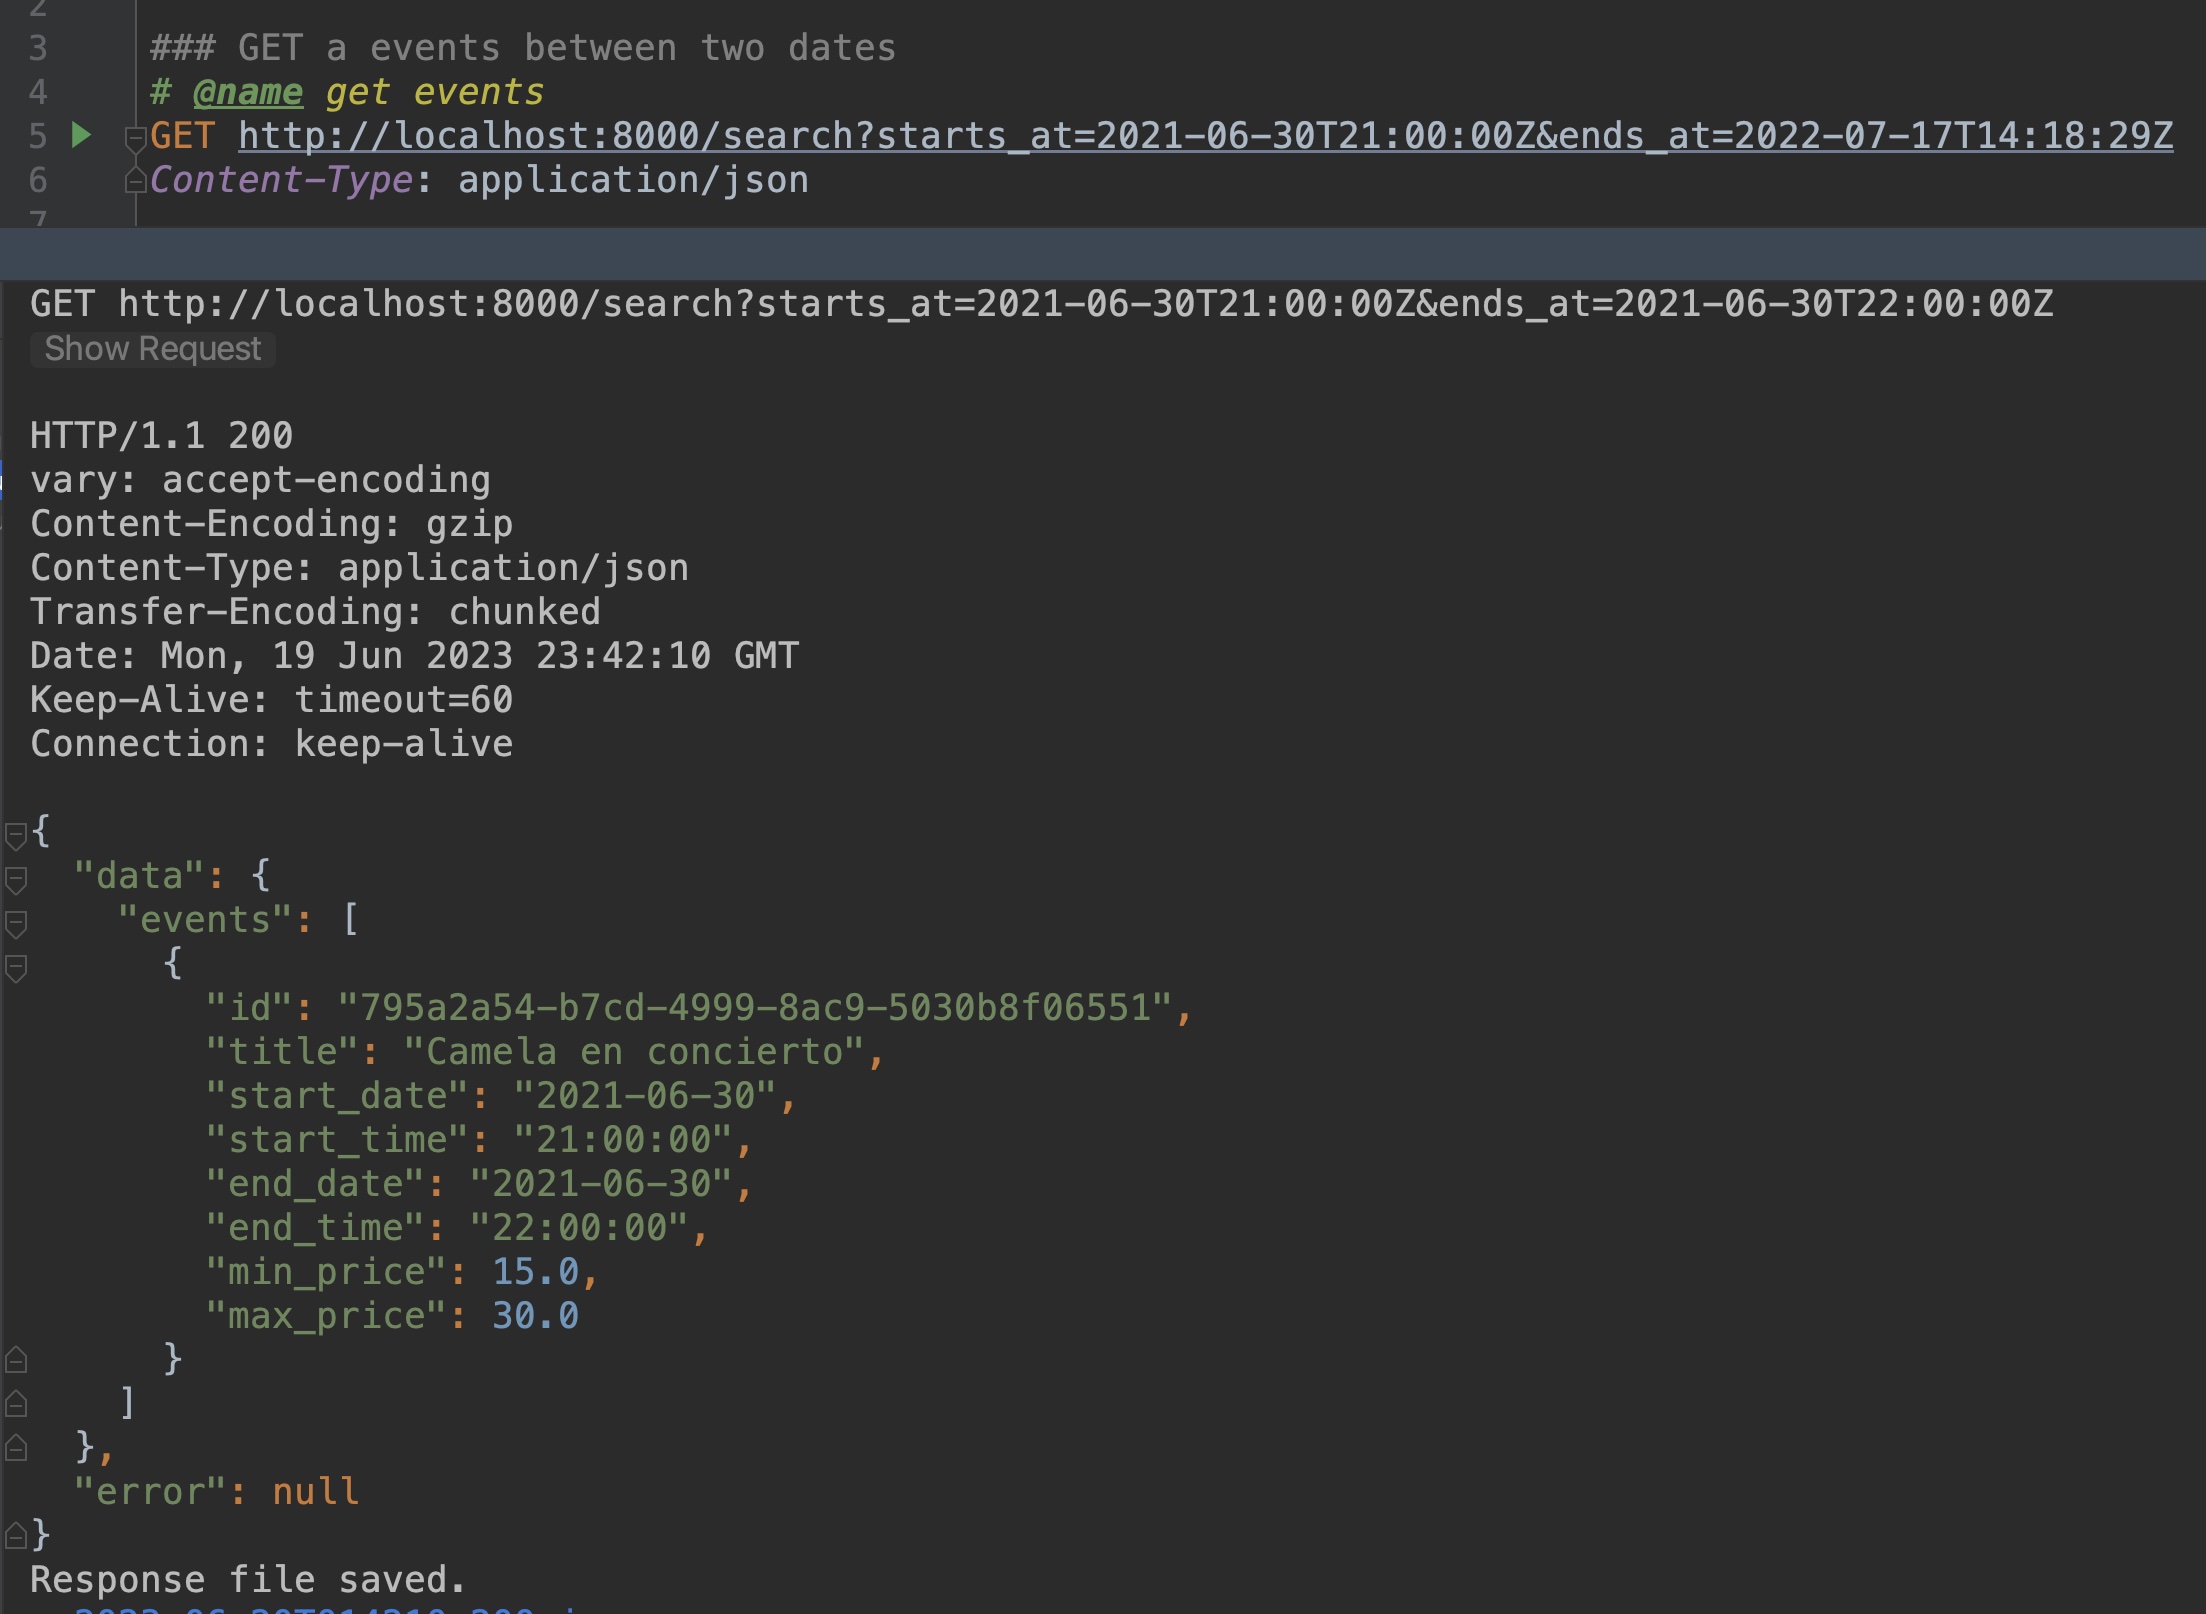 2
3 ### GET a events between two dates
4 # @name get events
5 GET http://localhost:8000/search?starts_at=2021-06-30T21:00:00Z&ends_at=2022-07-17T14:18:29Z
6 Content-Type: application/json
7
GET http://localhost:8000/search?starts_at=2021-06-30T21:00:00Z&ends_at=2021-06-30T22:00:00Z
Show Request
HTTP/1.1 200
vary: accept-encoding
Content-Encoding: gzip
Content-Type: application/json
Transfer-Encoding: chunked
Date: Mon, 19 Jun 2023 23:42:10 GMT
Keep-Alive: timeout=60
Connection: keep-alive
{
"data": {
"events": [
{
"id": "795a2a54-b7cd-4999-8ac9-5030b8f06551",
"title": "Camela en concierto",
"start_date": "2021-06-30",
"start_time": "21:00:00",
"end_date": "2021-06-30",
"end_time": "22:00:00",
"min_price": 15.0,
"max_price": 30.0
}
]
},
"error": null
}
Response file saved.